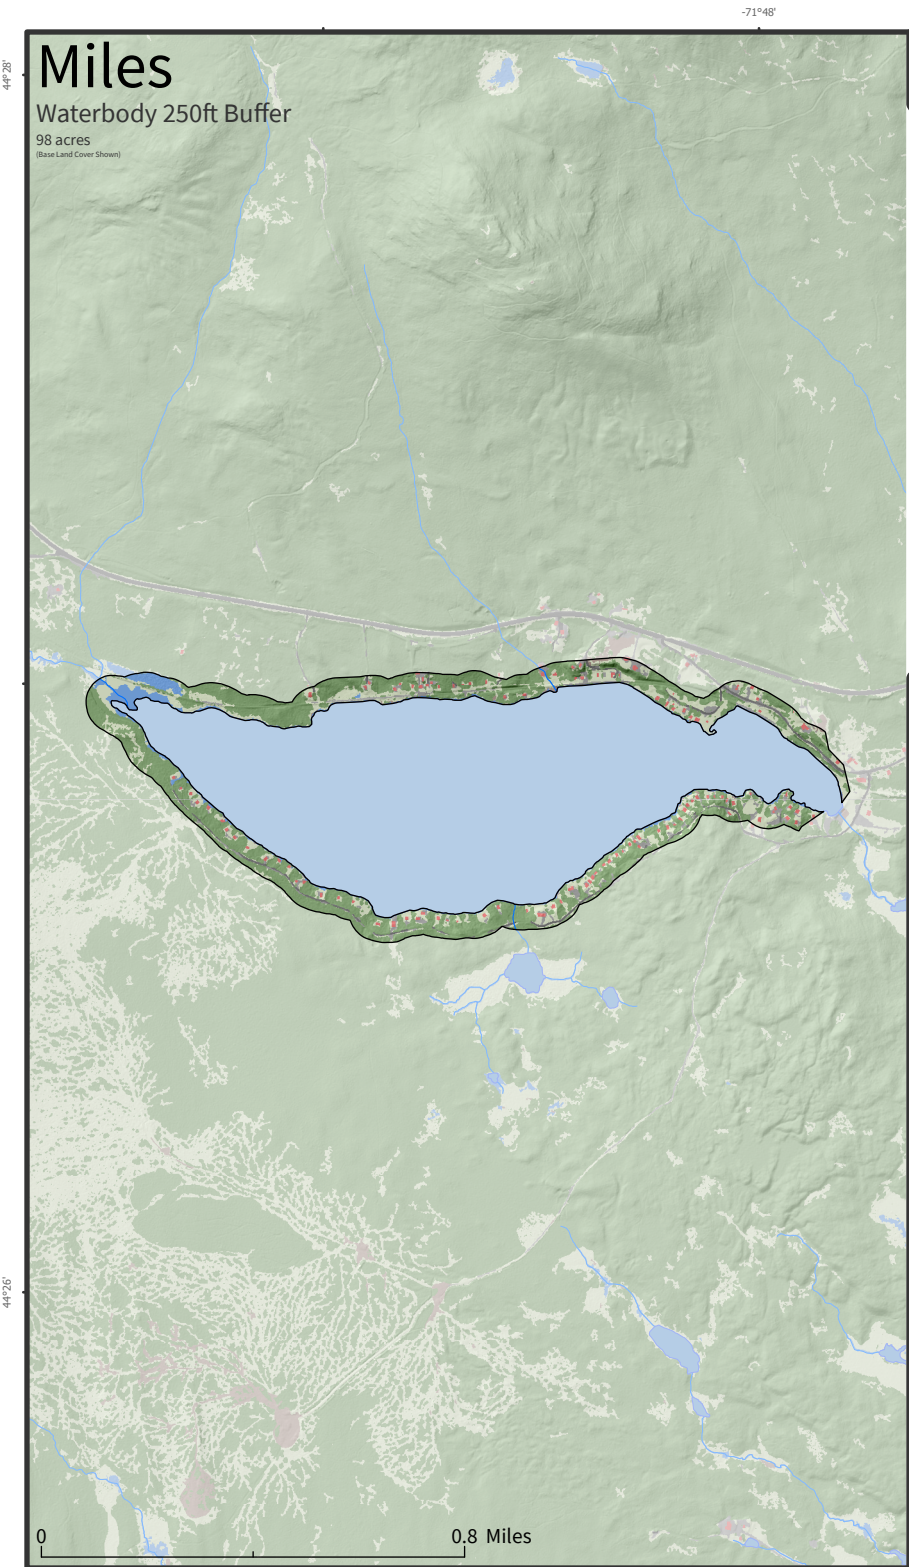 -71°48'
44°28'
Miles
Waterbody 250ft Buffer
98 acres
(Base Land Cover Shown)
44°26'
0 0.8 Miles